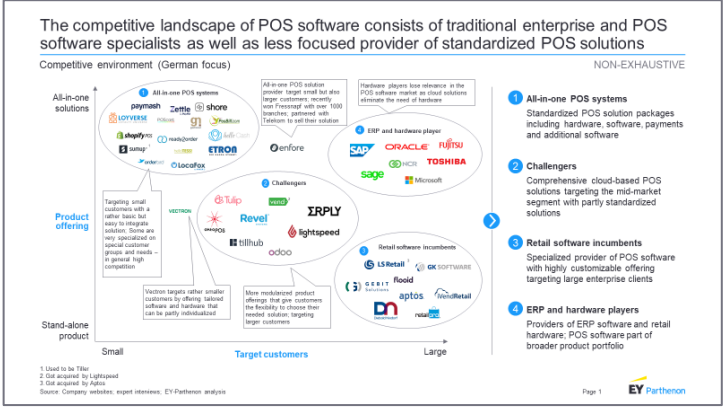 The competitive landscape of POS software consists of traditional enterprise and POS
software specialists as well as less focused provider of standardized POS solutions
Competitive environment (German focus)
NON-EXHAUSTIVE
All-in-one
solutions
Product
offering
Stand-alone
product
Small
Target customers
Large
1 All-in-one POS systems
paymash
Zettle
shore
LOYVERSE
shopifyPOS
ready2order
sumup
ETRON
orderbird
LocaFox
All-in-one POS solution
provider target small but also
larger customers; recently
won Fressnapf with over 1000
branches; partnered with
Telekom to sell their solution
enfore
Hardware players lose relevance in the
POS software market as cloud solutions
eliminate the need of hardware
4 ERP and hardware player
SAP
ORACLE
FUJITSU
HCR
TOSHIBA
sage
Microsoft
Targeting small
customers with a
rather basic but
easy to integrate
solution; Some are
very specialized on
special customer
groups and needs –
in general high
competition
VECTRON
Vectron targets rather smaller
customers by offering tailored
software and hardware that
can be partly individualized
2 Challengers
Tulip
vend
ERPLY
Revel
lightspeed
tillhub
odoo
More modularized product
offerings that give customers
the flexibility to choose their
needed solution; targeting
larger customers
3 Retail software incumbents
LS Retail
GK SOFTWARE
GEBIT
Solutions
flooid
aptos
iVendRetail
1 All-in-one POS systems
Standardized POS solution packages
including hardware, software, payments
and additional software
2 Challengers
Comprehensive cloud-based POS
solutions targeting the mid-market
segment with partly standardized
solutions
3 Retail software incumbents
Specialized provider of POS software
with highly customizable offering
targeting large enterprise clients
4 ERP and hardware players
Providers of ERP software and retail
hardware; POS software part of
broader product portfolio
1. Used to be Tiller
2. Got acquired by Lightspeed
3. Got acquired by Aptos
Source: Company websites; expert interviews; EY-Parthenon analysis
Page 1
EY Parthenon